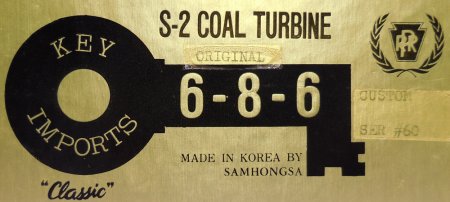 S-2 COAL TURBINE
ORIGINAL
KEY
IMPORTS
6-8-6
PRR
CUSTOM
SER #60
MADE IN KOREA BY
SAMHONGSA
"Classic"